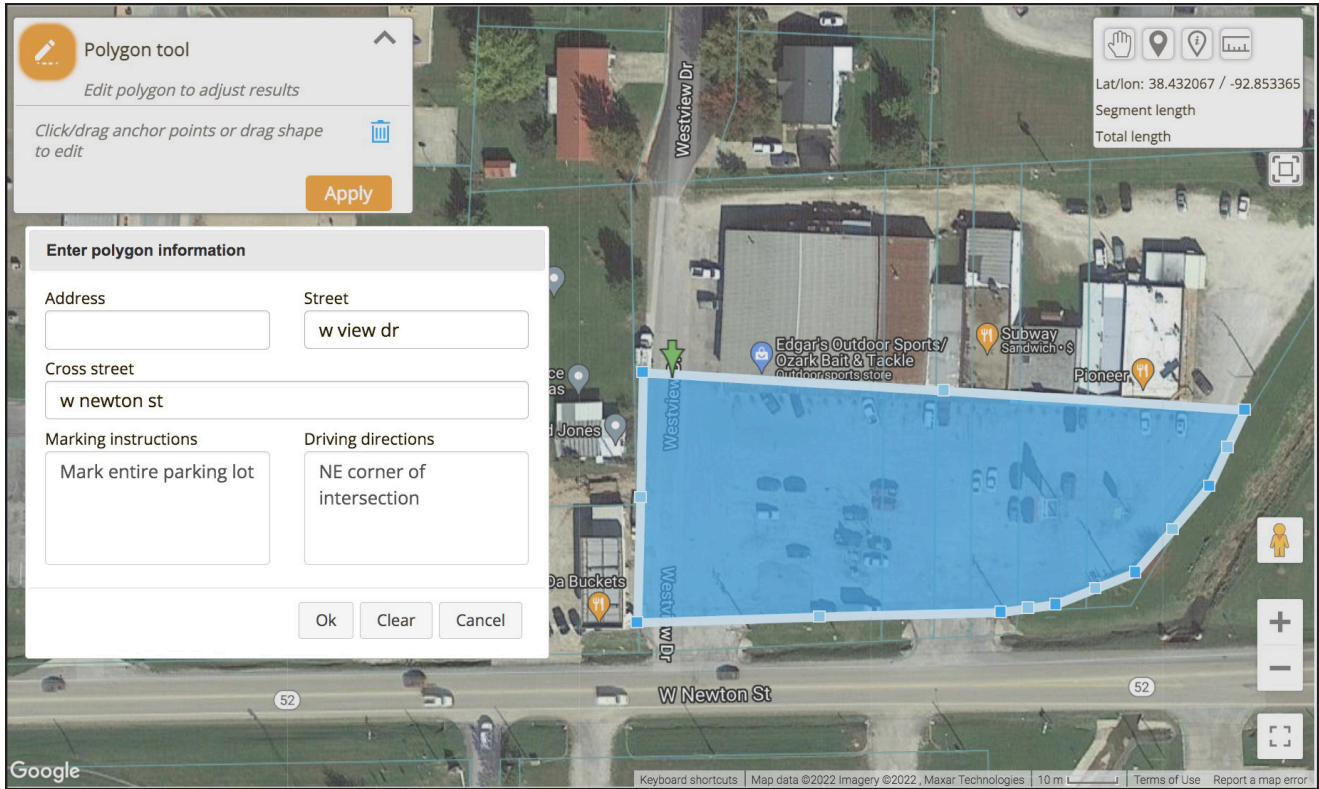 Polygon tool
Edit polygon to adjust results
Click/drag anchor points or drag shape
to edit
Apply
Enter polygon information
Address
Street
w view dr
Cross street
w newton st
Marking instructions
Driving directions
Mark entire parking lot
NE corner of
intersection
Ok
Clear
Cancel
Lat/lon: 38.432067 / -92.853365
Segment length
Total length
Westview Dr
Edgar's Outdoor Sports/
Ozark Bait & Tackle
Outdoor sports store
Subway
Sandwich • $
Pioneer
ce
as
d Jones
Westview
Da Buckets
Westview Dr
W Newton St
52
52
Google
Keyboard shortcuts
Map data ©2022 Imagery ©2022 , Maxar Technologies
10 m
Terms of Use
Report a map error